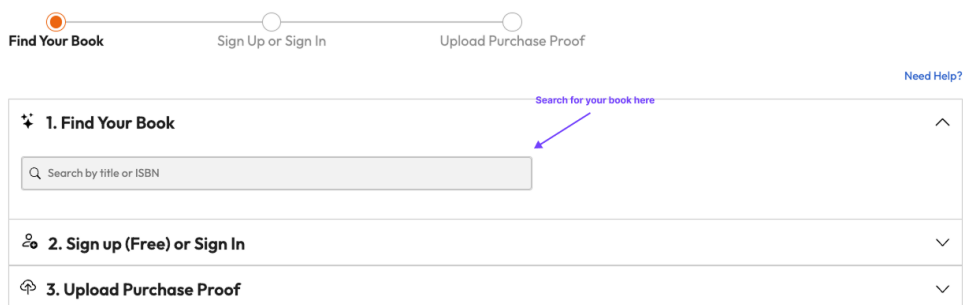 Find Your Book
Sign Up or Sign In
Upload Purchase Proof
Need Help?
Search for your book here
1. Find Your Book
Search by title or ISBN
2. Sign up (Free) or Sign In
3. Upload Purchase Proof